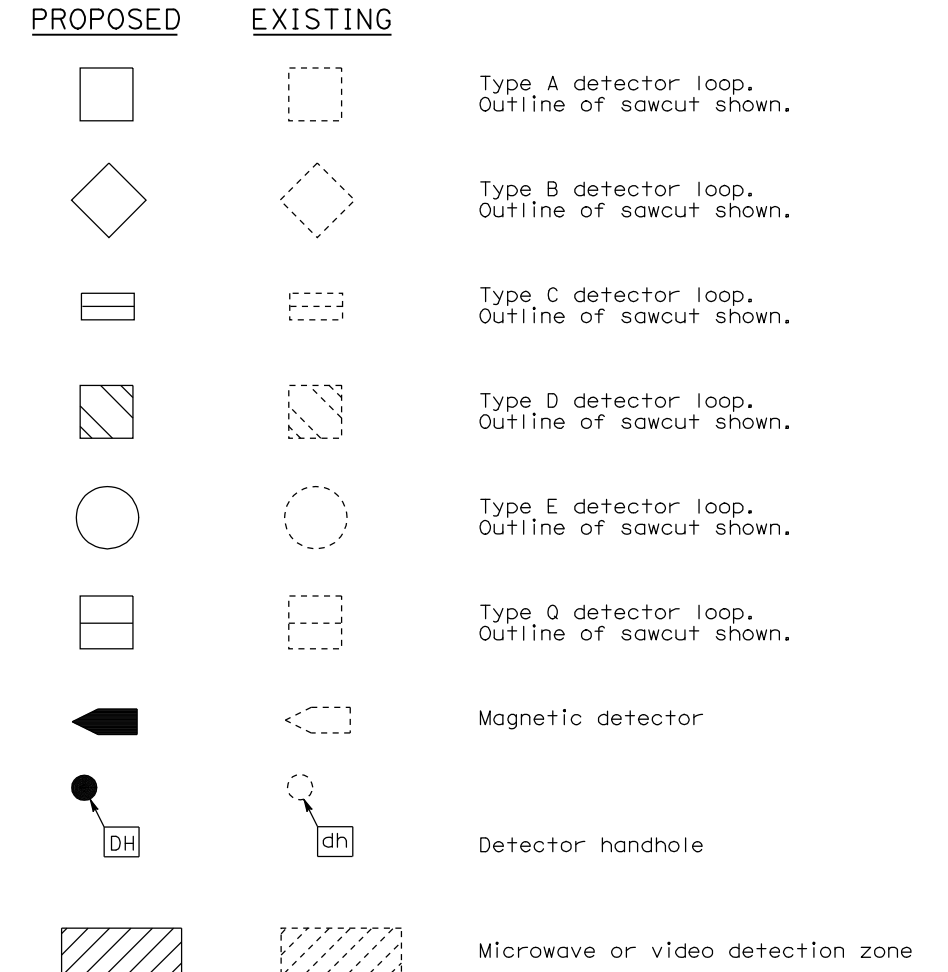 PROPOSED EXISTING
Type A detector loop.
Outline of sawcut shown.
Type B detector loop.
Outline of sawcut shown.
Type C detector loop.
Outline of sawcut shown.
Type D detector loop.
Outline of sawcut shown.
Type E detector loop.
Outline of sawcut shown.
Type Q detector loop.
Outline of sawcut shown.
Magnetic detector
DH dh Detector handhole
Microwave or video detection zone